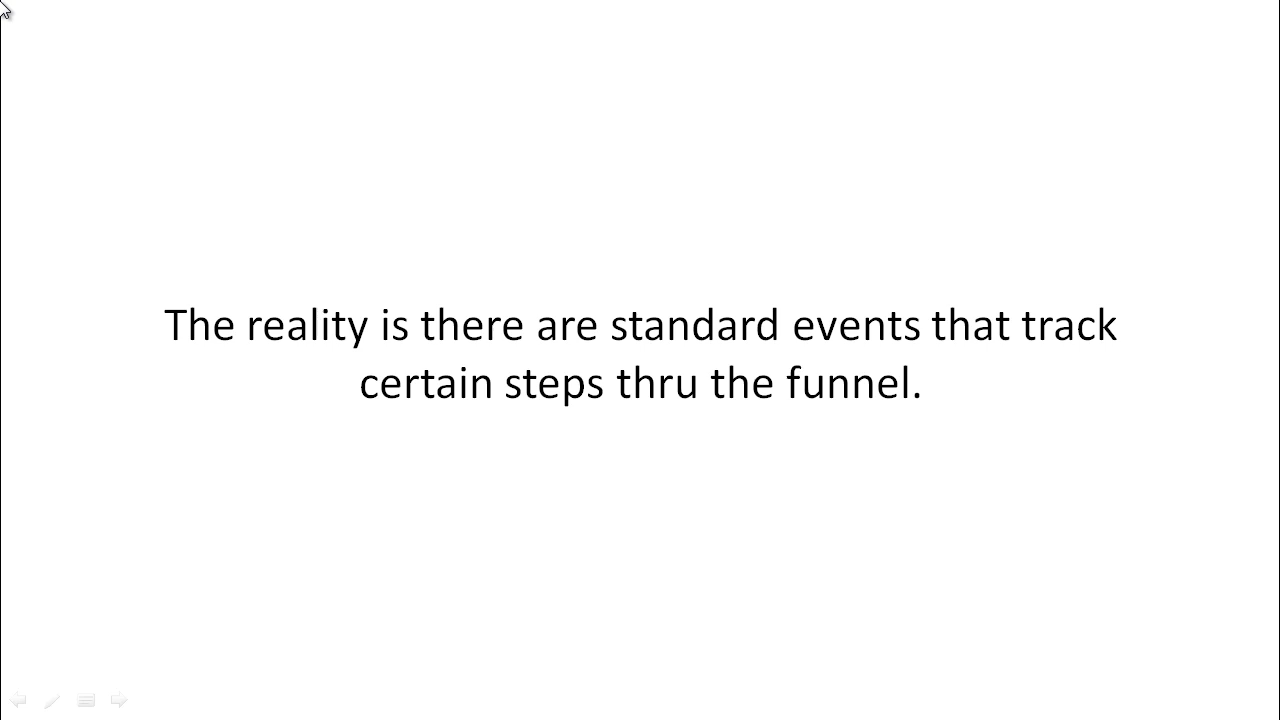 The reality is there are standard events that track
certain steps thru the funnel.